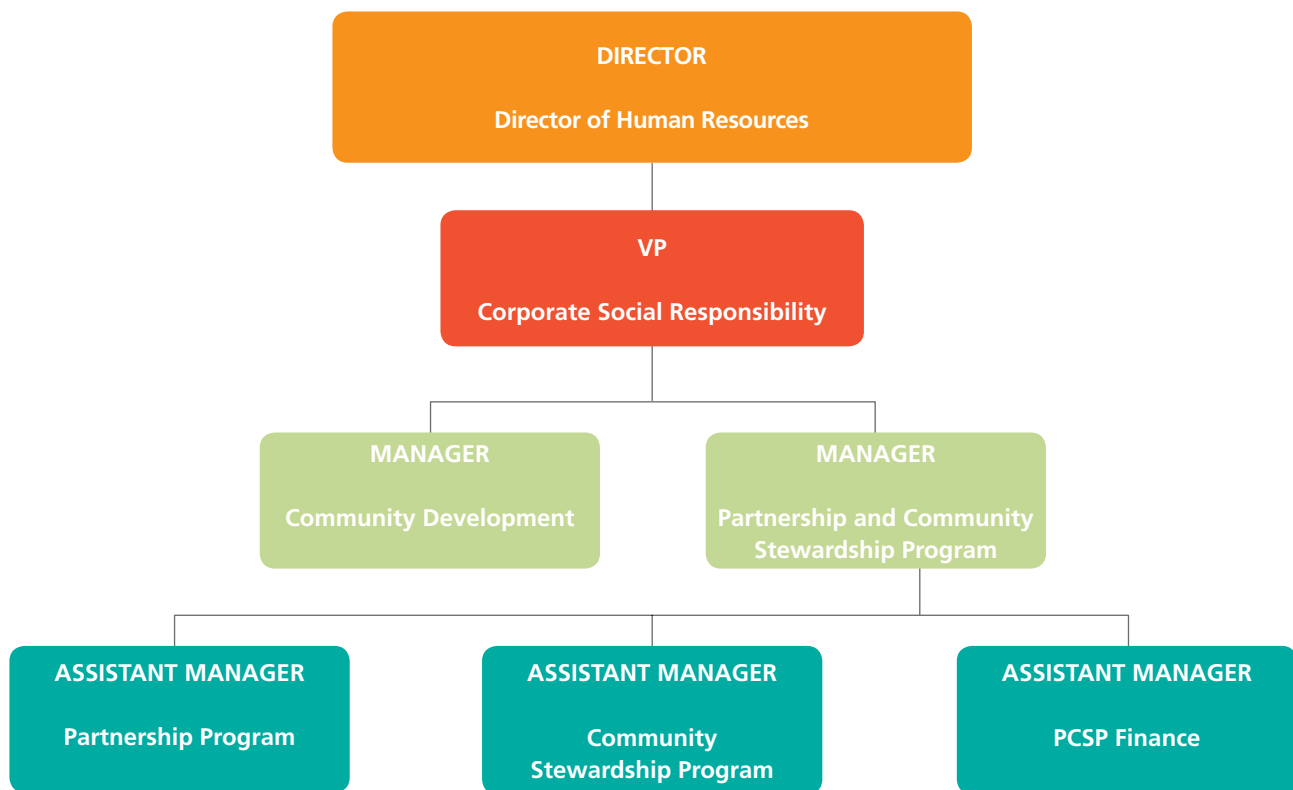 DIRECTOR
Director of Human Resources
VP
Corporate Social Responsibility
MANAGER
Community Development
MANAGER
Partnership and Community
Stewardship Program
ASSISTANT MANAGER
Partnership Program
ASSISTANT MANAGER
Community
Stewardship Program
ASSISTANT MANAGER
PCSP Finance